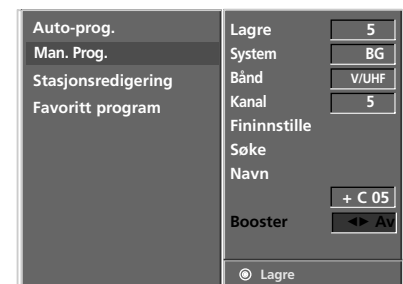 Auto-prog.
Man. Prog.
Stasjonsredigering
Favoritt program
Lagre 5
System BG
Bånd V/UHF
Kanal 5
Fininnstille
Søke
Navn
+ C 05
Booster ◄► Av
◎ Lagre